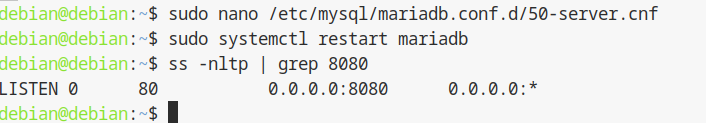 debian@debian:~$ sudo nano /etc/mysql/mariadb.conf.d/50-server.cnf
debian@debian:~$ sudo systemctl restart mariadb
debian@debian:~$ ss -nltp | grep 8080
LISTEN 0      80           0.0.0.0:8080      0.0.0.0:*
debian@debian:~$